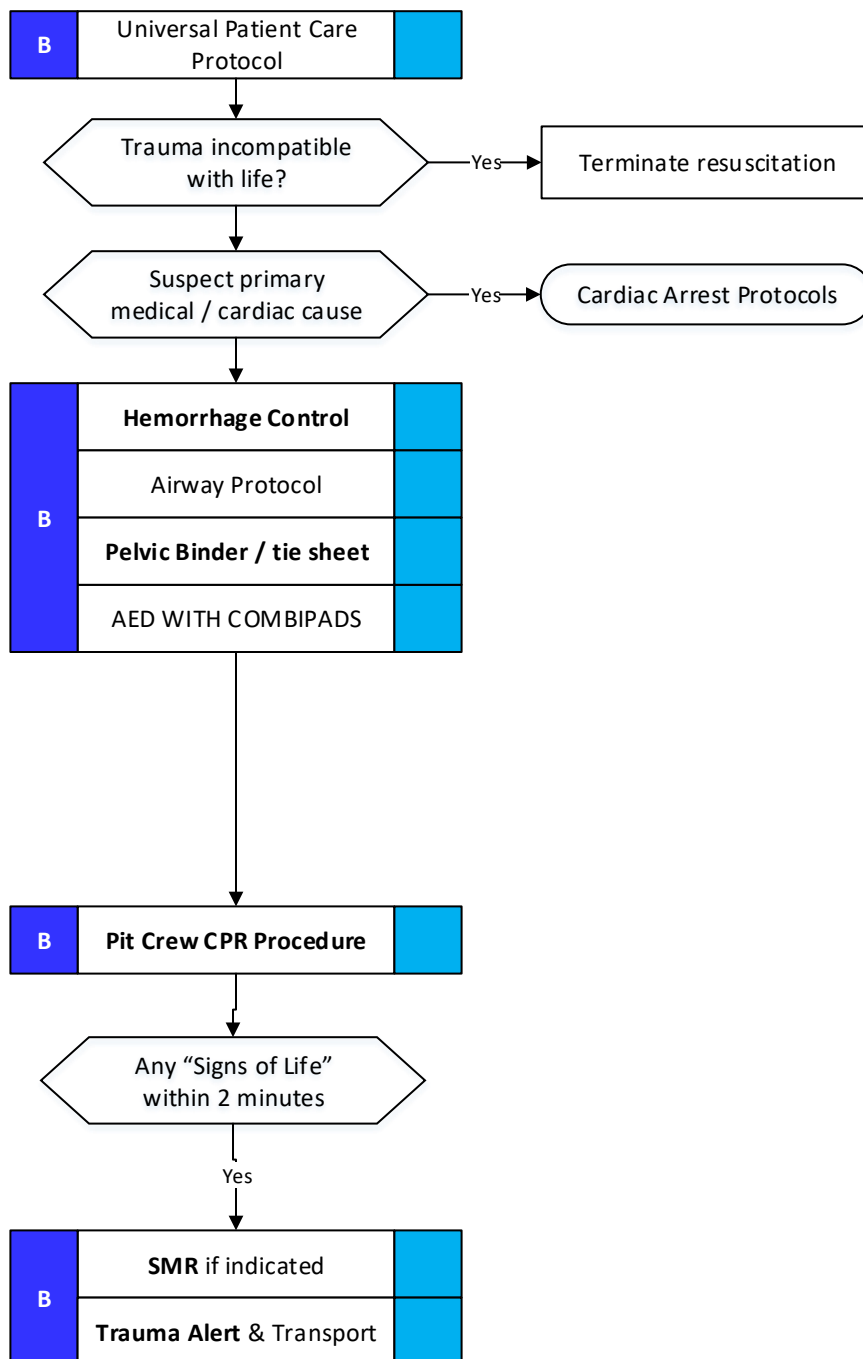 B
Universal Patient Care
Protocol
Trauma incompatible
with life?
Yes
Terminate resuscitation
Suspect primary
medical / cardiac cause
Yes
Cardiac Arrest Protocols
B
Hemorrhage Control
Airway Protocol
Pelvic Binder / tie sheet
AED WITH COMBIPADS
B
Pit Crew CPR Procedure
Any “Signs of Life”
within 2 minutes
Yes
B
SMR if indicated
Trauma Alert & Transport